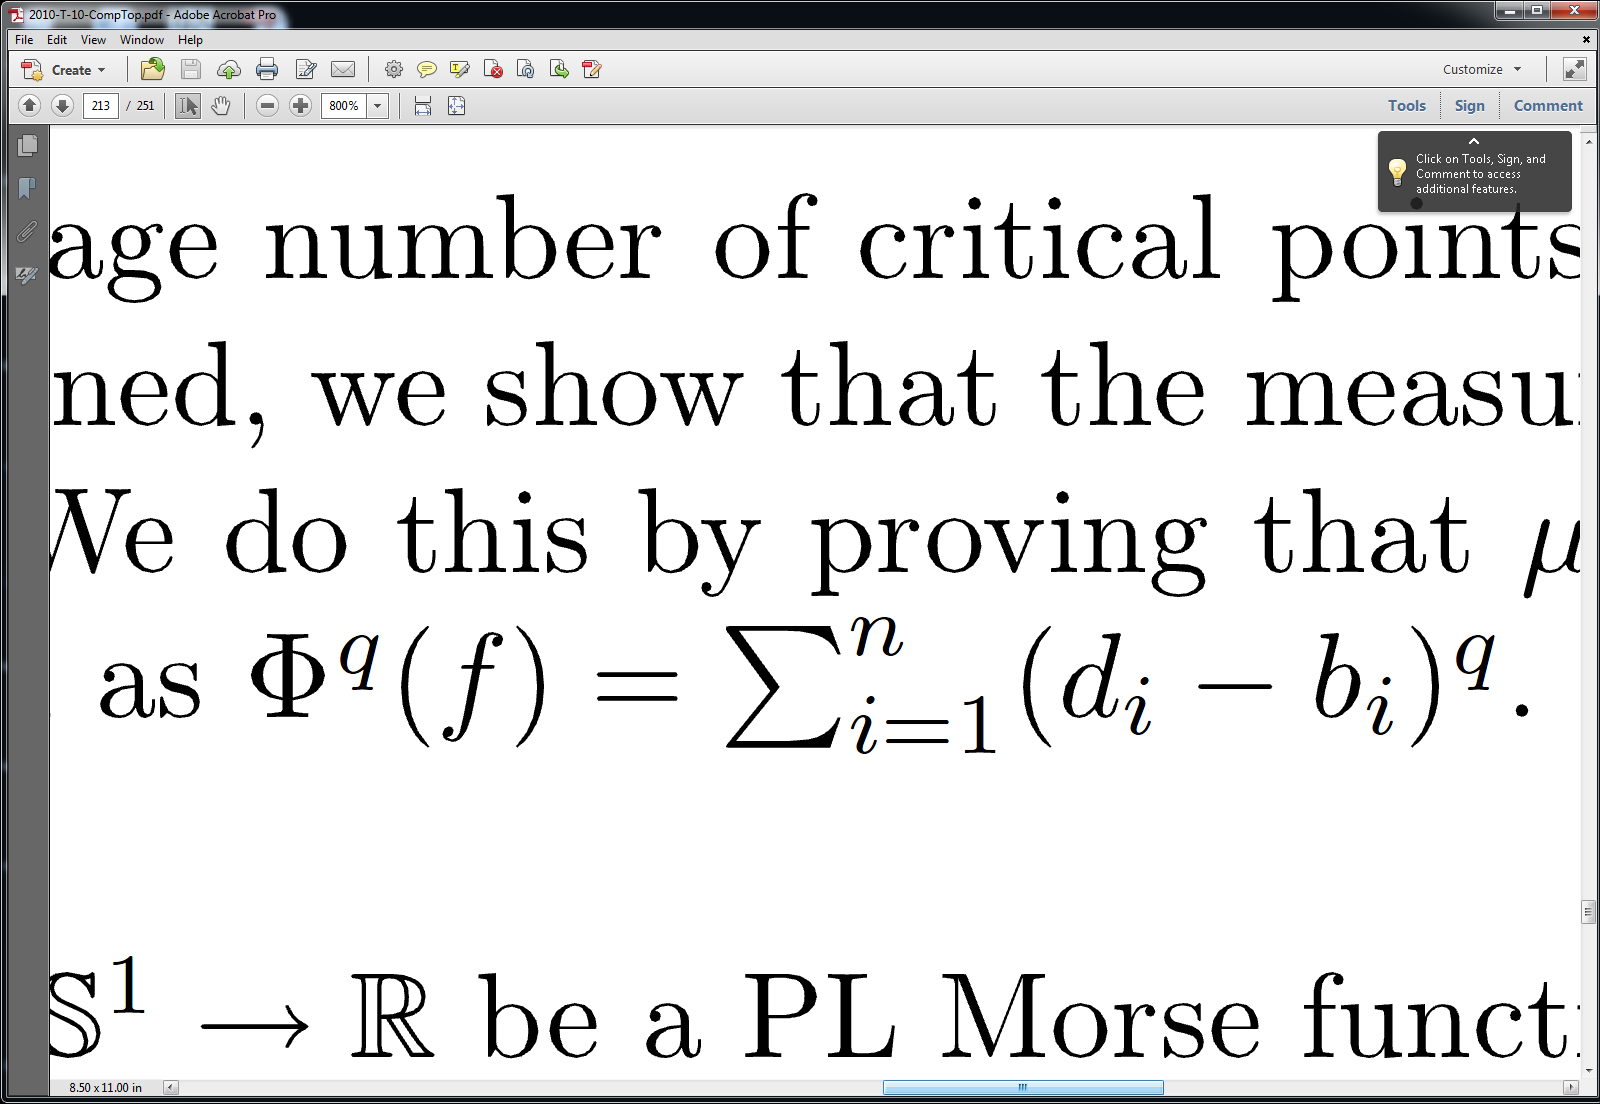 2010-T-10-CompTop.pdf - Adobe Acrobat Pro
File Edit View Window Help
Create Customize
213 / 251 800% Tools Sign Comment
Click on Tools, Sign, and
Comment to access
additional features.
age number of critical points
ned, we show that the measu
We do this by proving that μ
as Φ^q(f) = ∑_{i=1}^n (d_i − b_i)^q.
𝕊^1 → ℝ be a PL Morse functi
8.50 x 11.00 in